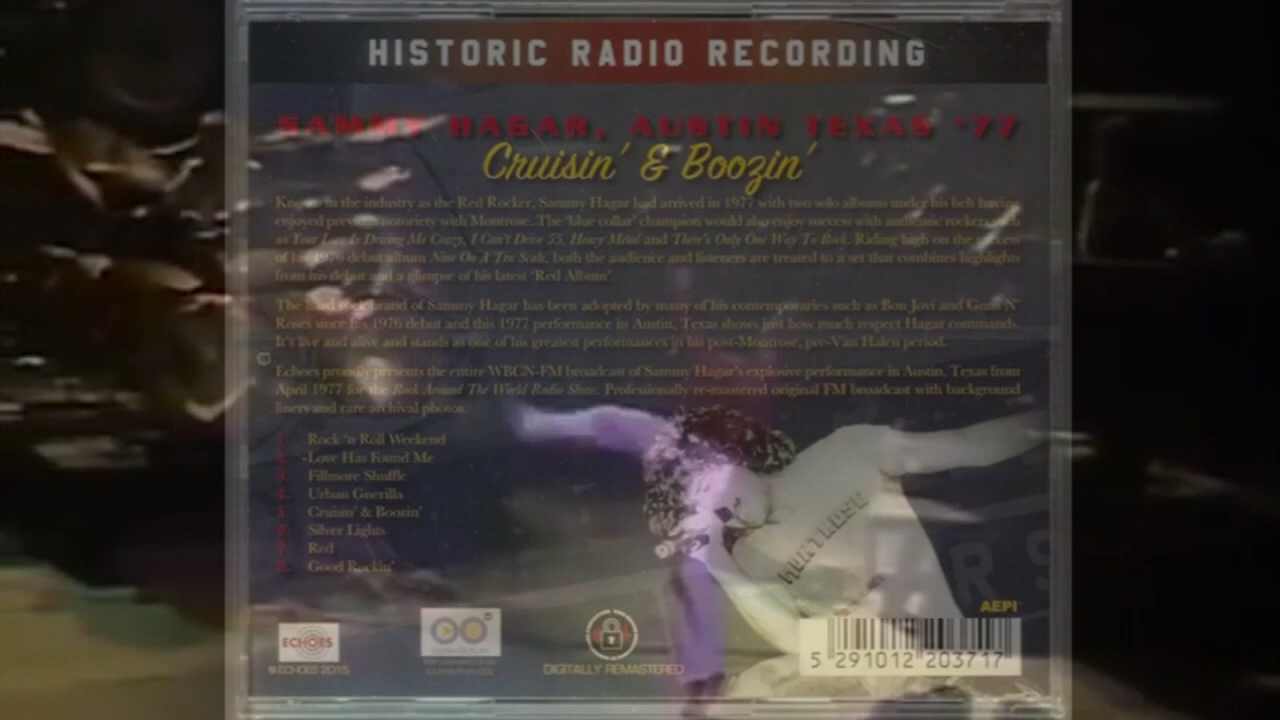 HISTORIC RADIO RECORDING
SAMMY HAGAR, AUSTIN TEXAS '77
Cruisin' & Boozin'
Known in the industry as the Red Rocker, Sammy Hagar had arrived in 1977 with two solo albums under his belt having
enjoyed previous notoriety with Montrose. The 'blue collar' champion would also enjoy success with authentic rockers such
as Your Love Is Driving Me Crazy, I Can't Drive 55, Heavy Metal and There's Only One Way To Rock. Riding high on the success
of his 1976 debut album Nine On A Ten Scale, both the audience and listeners are treated to a set that combines highlights
from his debut and a glimpse of his latest 'Red Album'.
The hard rock brand of Sammy Hagar has been adopted by many of his contemporaries such as Bon Jovi and Guns N'
Roses since his 1976 debut and this 1977 performance in Austin, Texas shows just how much respect Hagar commands.
It's live and alive and stands as one of his greatest performances in his post-Montrose, pre-Van Halen period.
Echoes proudly presents the entire WBCN-FM broadcast of Sammy Hagar's explosive performance in Austin, Texas from
April 1977 for the Rock Around The World Radio Show. Professionally re-mastered original FM broadcast with background
liners and rare archival photos.
1. Rock 'n Roll Weekend
2. Love Has Found Me
3. Fillmore Shuffle
4. Urban Guerilla
5. Cruisin' & Boozin'
6. Silver Lights
7. Red
8. Good Rockin'
MONTROSE
RS
AEPI
ECHOES
© ECHOES 2015
DIGITALLY REMASTERED
5 291012 203717